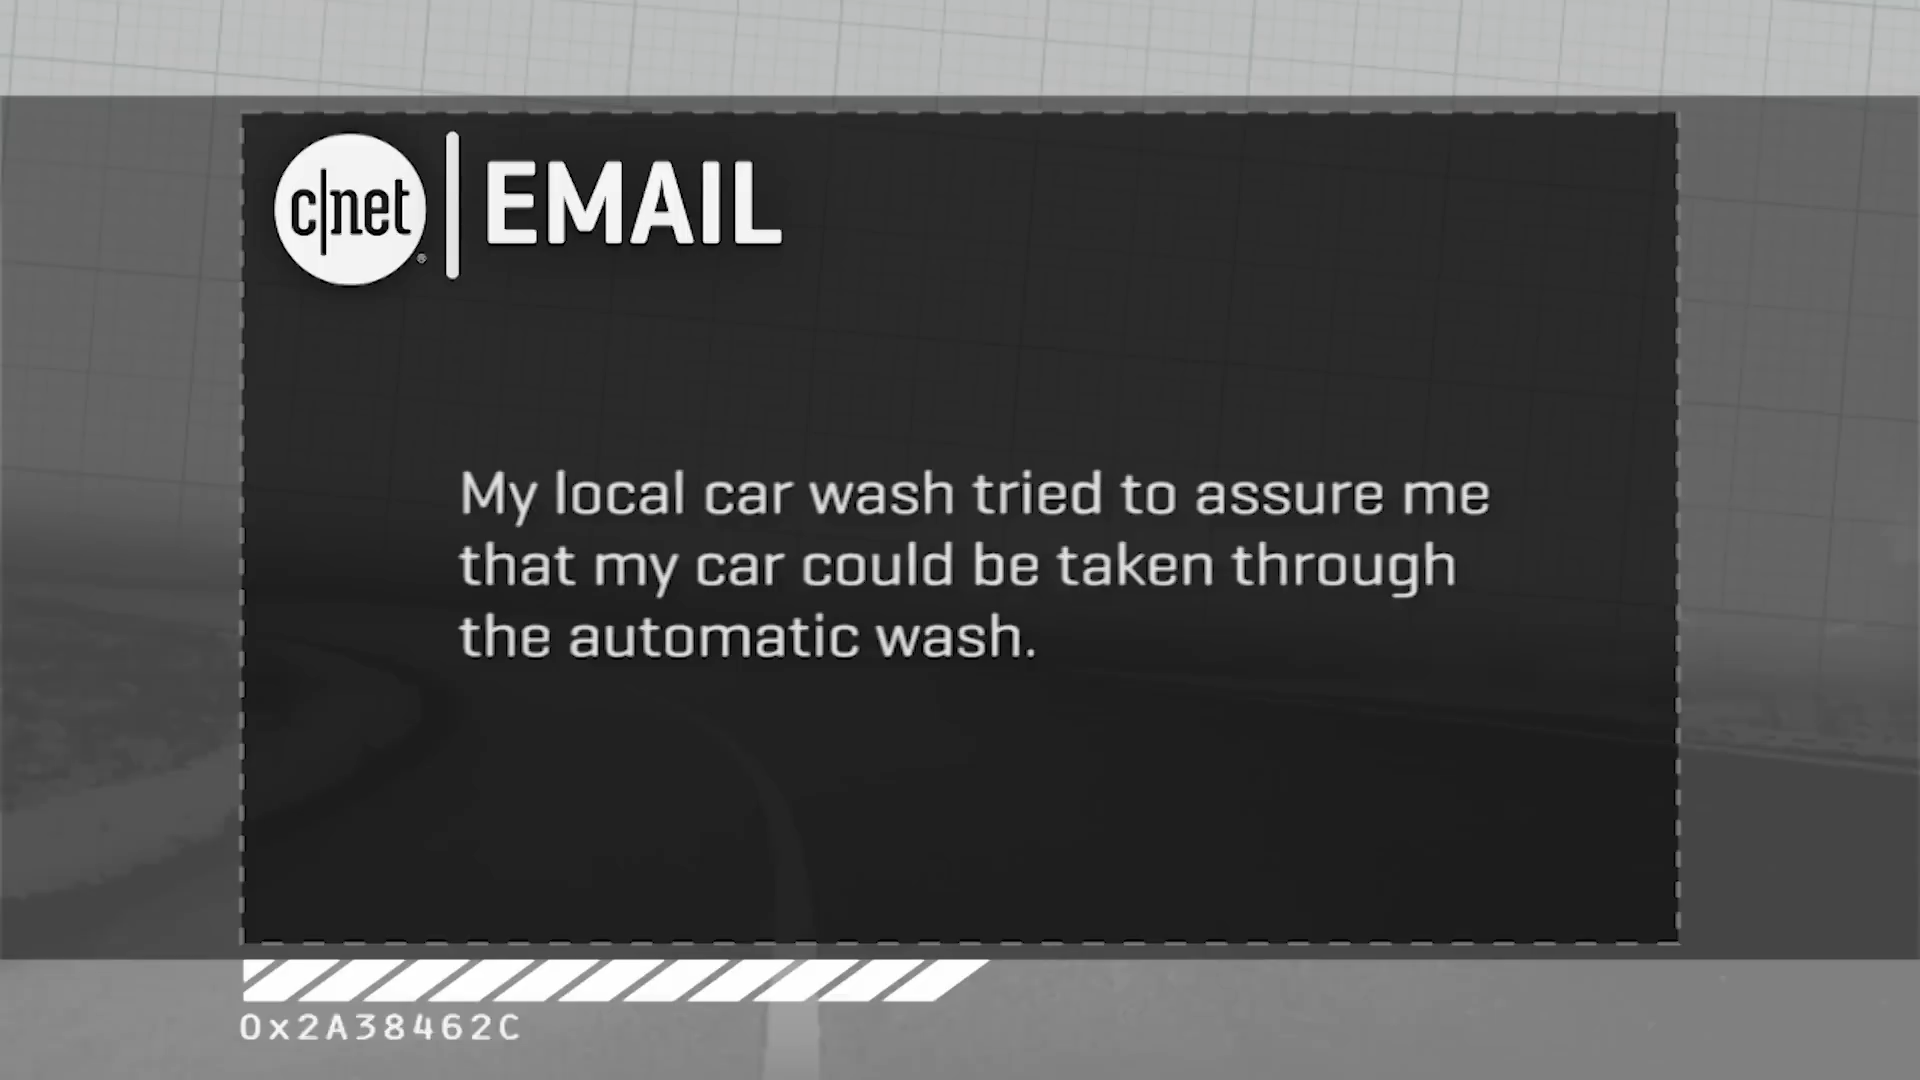 c|net
EMAIL
My local car wash tried to assure me
that my car could be taken through
the automatic wash.
0x2A38462C